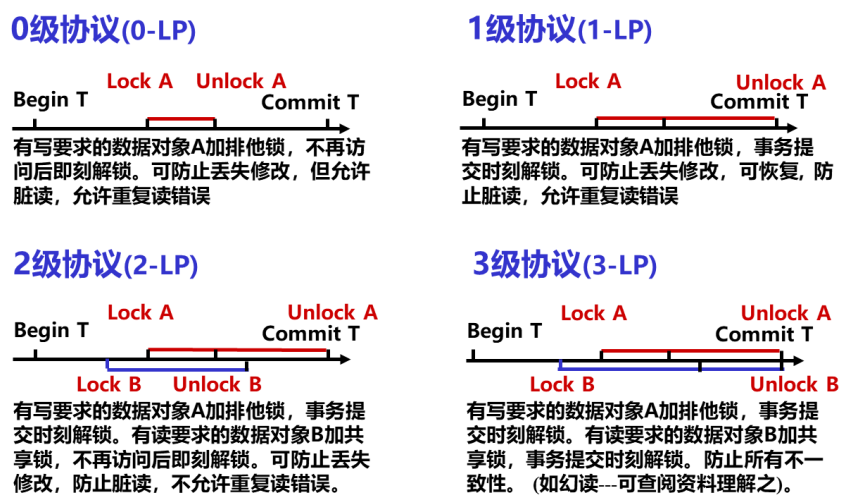 0级协议(0-LP)
Lock A Unlock A
Begin T Commit T
有写要求的数据对象A加排他锁，不再访
问后即刻解锁。可防止丢失修改，但允许
脏读，允许重复读错误
1级协议(1-LP)
Lock A Unlock A
Begin T Commit T
有写要求的数据对象A加排他锁，事务提
交时刻解锁。可防止丢失修改，可恢复, 防
止脏读，允许重复读错误
2级协议(2-LP)
Lock A Unlock A
Begin T Commit T
Lock B Unlock B
有写要求的数据对象A加排他锁，事务提
交时刻解锁。有读要求的数据对象B加共
享锁，不再访问后即刻解锁。可防止丢失
修改，防止脏读，不允许重复读错误。
3级协议(3-LP)
Lock A Unlock A
Begin T Commit T
Lock B Unlock B
有写要求的数据对象A加排他锁，事务提
交时刻解锁。有读要求的数据对象B加共
享锁，事务提交时刻解锁。防止所有不一
致性。 (如幻读---可查阅资料理解之)。